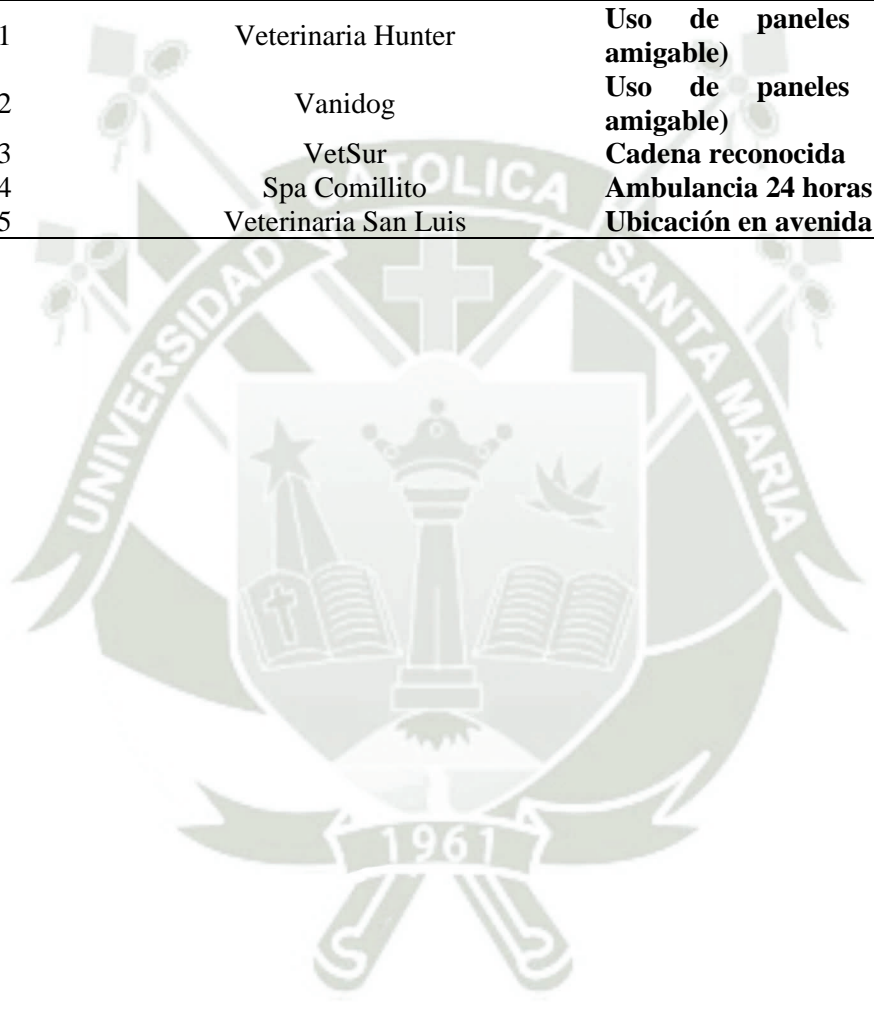 1 Veterinaria Hunter Uso de paneles
amigable)
2 Vanidog Uso de paneles
amigable)
3 VetSur Cadena reconocida
4 Spa Comillito Ambulancia 24 horas
5 Veterinaria San Luis Ubicación en avenida
UNIVERSIDAD CATOLICA SANTA MARIA
1961